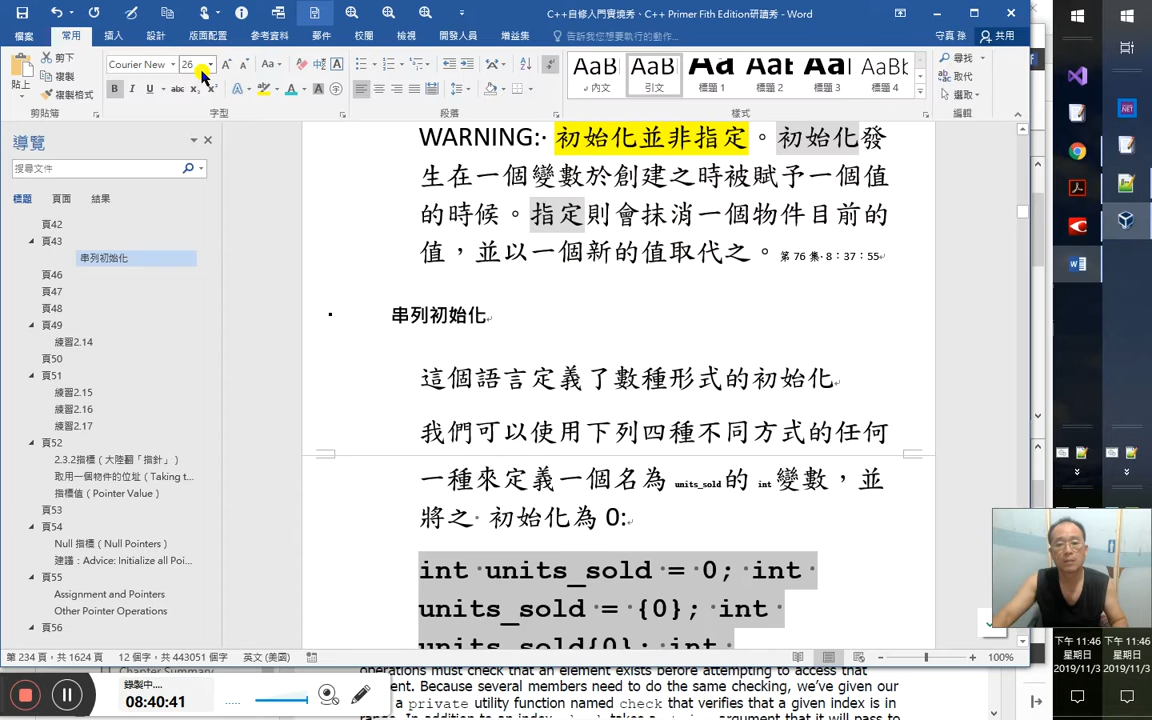 C++自修入門實境秀、C++ Primer Fith Edition研讀秀 - Word
檔案 常用 插入 設計 版面配置 參考資料 郵件 校閱 檢視 開發人員 增益集 告訴我您想要執行的動作... 守真 孫 共用
剪下
複製
複製格式
貼上
剪貼簿
Courier New 26
字型
段落
AaBb 內文
AaBb 引文
AaB 標題 1
AaBb 標題 2
AaB 標題 3
AaBb 標題 4
樣式
尋找
取代
選取
編輯
導覽
搜尋文件
標題 頁面 結果
頁42
頁43
串列初始化
頁46
頁47
頁48
頁49
練習2.14
頁50
頁51
練習2.15
練習2.16
練習2.17
頁52
2.3.2指標(大陸翻「指針」)
取用一個物件的位址(Taking t...
指標值(Pointer Value)
頁53
頁54
Null 指標(Null Pointers)
建議:Advice: Initialize all Poi...
頁55
Assignment and Pointers
Other Pointer Operations
頁56
WARNING: 初始化並非指定。初始化發
生在一個變數於創建之時被賦予一個值
的時候。指定則會抹消一個物件目前的
值,並以一個新的值取代之。第 76 集 8:37:55
串列初始化
這個語言定義了數種形式的初始化
我們可以使用下列四種不同方式的任何
一種來定義一個名為 units_sold 的 int 變數,並
將之 初始化為 0:
int units_sold = 0; int
units_sold = {0}; int
units_sold{0}; int
第 234 頁,共 1624 頁 12 個字,共 443051 個字 英文 (美國) 100%
錄製中...
08:40:41
operations must check that an element exists before attempting to access that
ent. Because several members need to do the same checking, we've given our
a private utility function named check that verifies that a given index is in
下午 11:46
星期日
2019/11/3
下午 11:46
星期日
2019/11/3